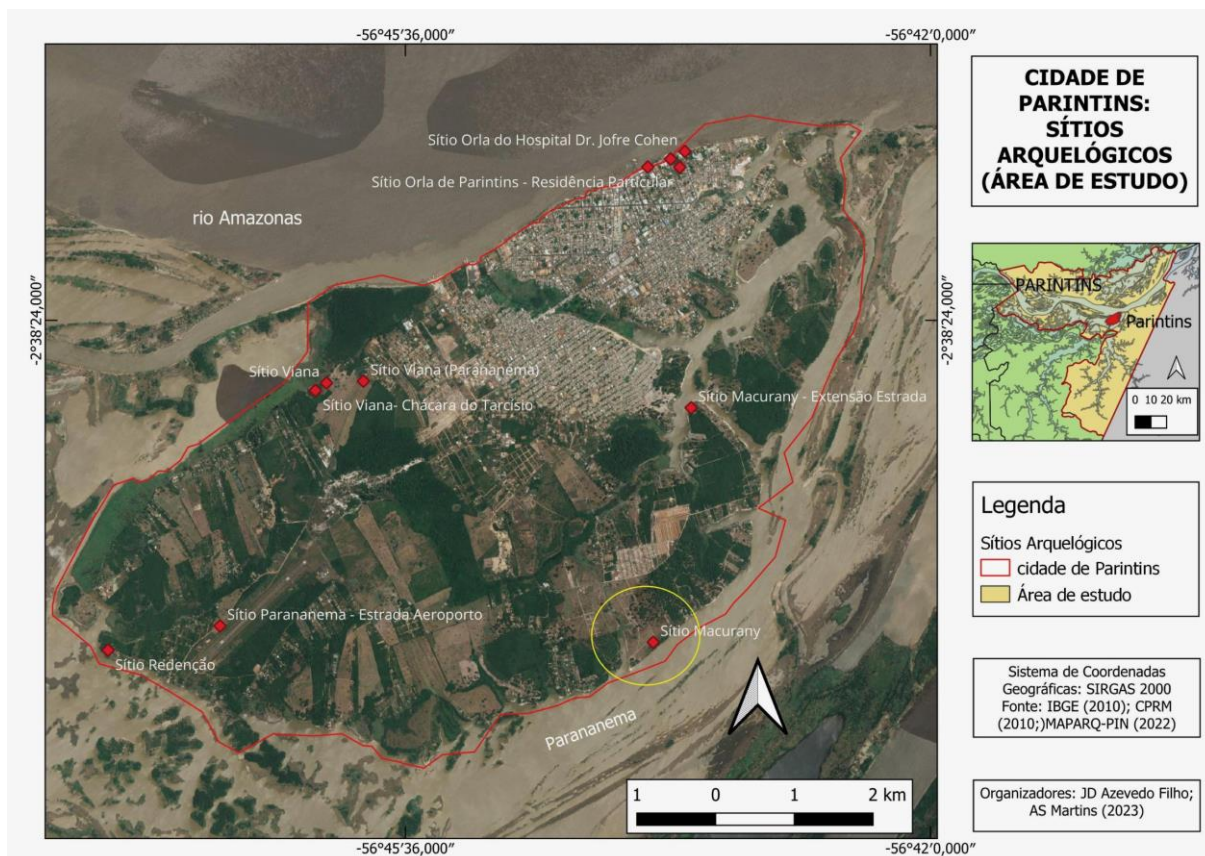 -56°45'36,000"
-56°42'0,000"
-2°38'24,000"
-2°38'24,000"
Sítio Orla do Hospital Dr. Jofre Cohen
Sítio Orla de Parintins - Residência Particular
rio Amazonas
Sítio Viana
Sítio Viana (Parananema)
Sítio Viana- Chácara do Tarcísio
Sítio Macurany - Extensão Estrada
Sítio Parananema - Estrada Aeroporto
Sítio Redenção
Sítio Macurany
Parananema
1 0 1 2 km
-56°45'36,000"
-56°42'0,000"
CIDADE DE
PARINTINS:
SÍTIOS
ARQUELÓGICOS
(ÁREA DE ESTUDO)
PARINTINS
Parintins
0 10 20 km
Legenda
Sítios Arqueológicos
cidade de Parintins
Área de estudo
Sistema de Coordenadas
Geográficas: SIRGAS 2000
Fonte: IBGE (2010); CPRM
(2010;)MAPARQ-PIN (2022)
Organizadores: JD Azevedo Filho;
AS Martins (2023)